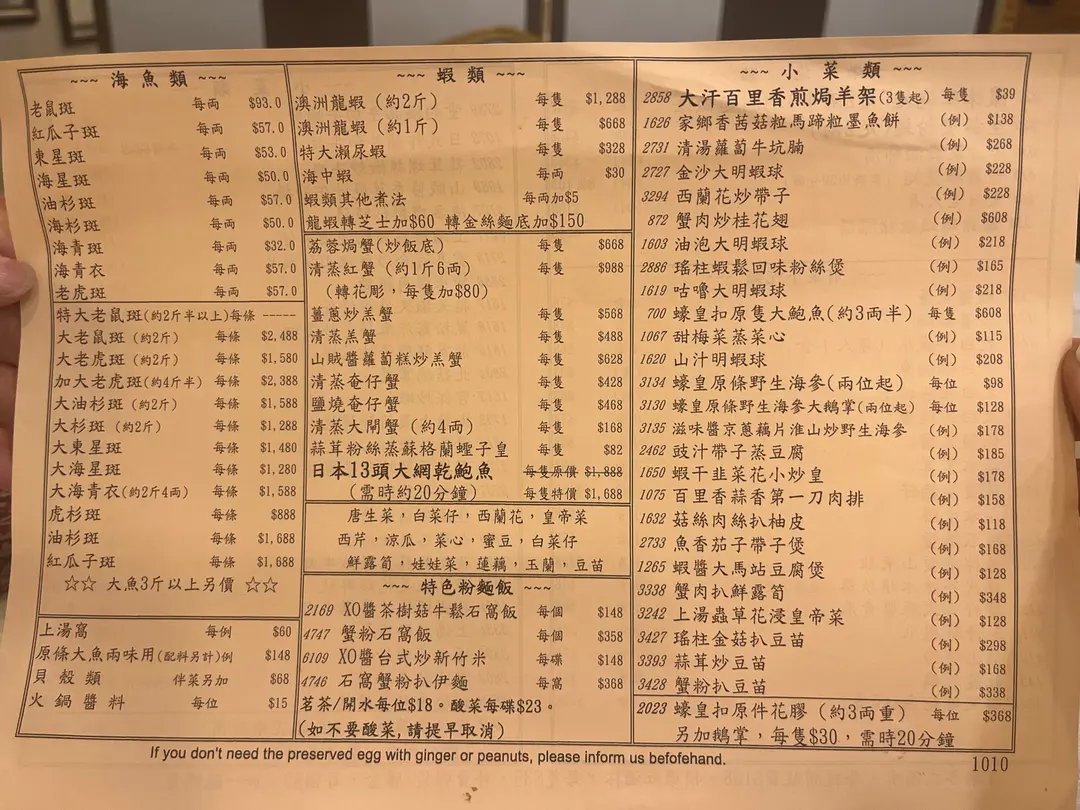 ~~~ 海魚類 ~~~
老鼠斑 每両 $93.0
紅瓜子斑 每両 $57.0
東星斑 每両 $53.0
海星斑 每両 $50.0
油杉斑 每両 $57.0
海杉斑 每両 $50.0
海青斑 每両 $32.0
海青衣 每両 $57.0
老虎斑 每両 $57.0
特大老鼠斑(約2斤半以上)每條 -----
大老鼠斑(約2斤) 每條 $2,488
大老虎斑(約2斤) 每條 $1,580
加大老虎斑(約4斤半) 每條 $2,388
大油杉斑(約2斤) 每條 $1,588
大杉斑(約2斤) 每條 $1,288
大東星斑 每條 $1,480
大海星斑 每條 $1,280
大海青衣(約2斤4両) 每條 $1,588
虎杉斑 每條 $888
油杉斑 每條 $1,688
紅瓜子斑 每條 $1,688
☆☆ 大魚3斤以上另價 ☆☆
上湯窩 每例 $60
原條大魚兩味用(配料另計)例 $148
貝殼類 伴菜另加 $68
火鍋醬料 每位 $15
~~~ 蝦類 ~~~
澳洲龍蝦(約2斤) 每隻 $1,288
澳洲龍蝦(約1斤) 每隻 $668
特大瀨尿蝦 每隻 $328
海中蝦 每両 $30
蝦類其他煮法 每両加$5
龍蝦轉芝士加$60 轉金絲麵底加$150
荔蓉焗蟹(炒飯底) 每隻 $668
清蒸紅蟹(約1斤6両) 每隻 $988
(轉花彫，每隻加$80)
薑蔥炒羔蟹 每隻 $568
清蒸羔蟹 每隻 $488
山賊醬蘿蔔糕炒羔蟹 每隻 $628
清蒸奄仔蟹 每隻 $428
鹽燒奄仔蟹 每隻 $468
清蒸大閘蟹(約4両) 每隻 $168
蒜茸粉絲蒸蘇格蘭蟶子皇 每隻 $82
日本13頭大網乾鮑魚 每隻原價 $1,888
(需時約20分鐘) 每隻特價 $1,688
唐生菜，白菜仔，西蘭花，皇帝菜
西芹，涼瓜，菜心，蜜豆，白菜仔
鮮露筍，娃娃菜，蓮藕，玉蘭，豆苗
~~~ 特色粉麵飯 ~~~
2169 XO醬茶樹菇牛鬆石窩飯 每個 $148
4747 蟹粉石窩飯 每個 $358
6109 XO醬台式炒新竹米 每碟 $148
4746 石窩蟹粉扒伊麵 每窩 $368
茗茶/開水每位$18。酸菜每碟$23。
(如不要酸菜,請提早取消)
~~~ 小菜類 ~~~
2858 大汗百里香煎焗羊架(3隻起) 每隻 $39
1626 家鄉香茜菇粒馬蹄粒墨魚餅 (例) $138
2731 清湯蘿蔔牛坑腩 (例) $268
2727 金沙大明蝦球 (例) $228
3294 西蘭花炒帶子 (例) $228
872 蟹肉炒桂花翅 (例) $608
1603 油泡大明蝦球 (例) $218
2886 瑤柱蝦鬆回味粉絲煲 (例) $165
1619 咕嚕大明蝦球 (例) $218
700 蠔皇扣原隻大鮑魚(約3両半) 每隻 $608
1067 甜梅菜蒸菜心 (例) $115
1620 山汁明蝦球 (例) $208
3134 蠔皇原條野生海參(兩位起) 每位 $98
3130 蠔皇原條野生海參大鵝掌(兩位起) 每位 $128
3135 滋味醬京蔥藕片淮山炒野生海參 (例) $178
2462 豉汁帶子蒸豆腐 (例) $185
1650 蝦干韭菜花小炒皇 (例) $178
1075 百里香蒜香第一刀肉排 (例) $158
1632 菇絲肉絲扒柚皮 (例) $118
2733 魚香茄子帶子煲 (例) $168
1265 蝦醬大馬站豆腐煲 (例) $128
3338 蟹肉扒鮮露筍 (例) $348
3242 上湯蟲草花浸皇帝菜 (例) $128
3427 瑤柱金菇扒豆苗 (例) $298
3393 蒜茸炒豆苗 (例) $168
3428 蟹粉扒豆苗 (例) $338
2023 蠔皇扣原件花膠(約3両重) 每位 $368
另加鵝掌，每隻$30，需時20分鐘
If you don't need the preserved egg with ginger or peanuts, please inform us befofehand.
1010